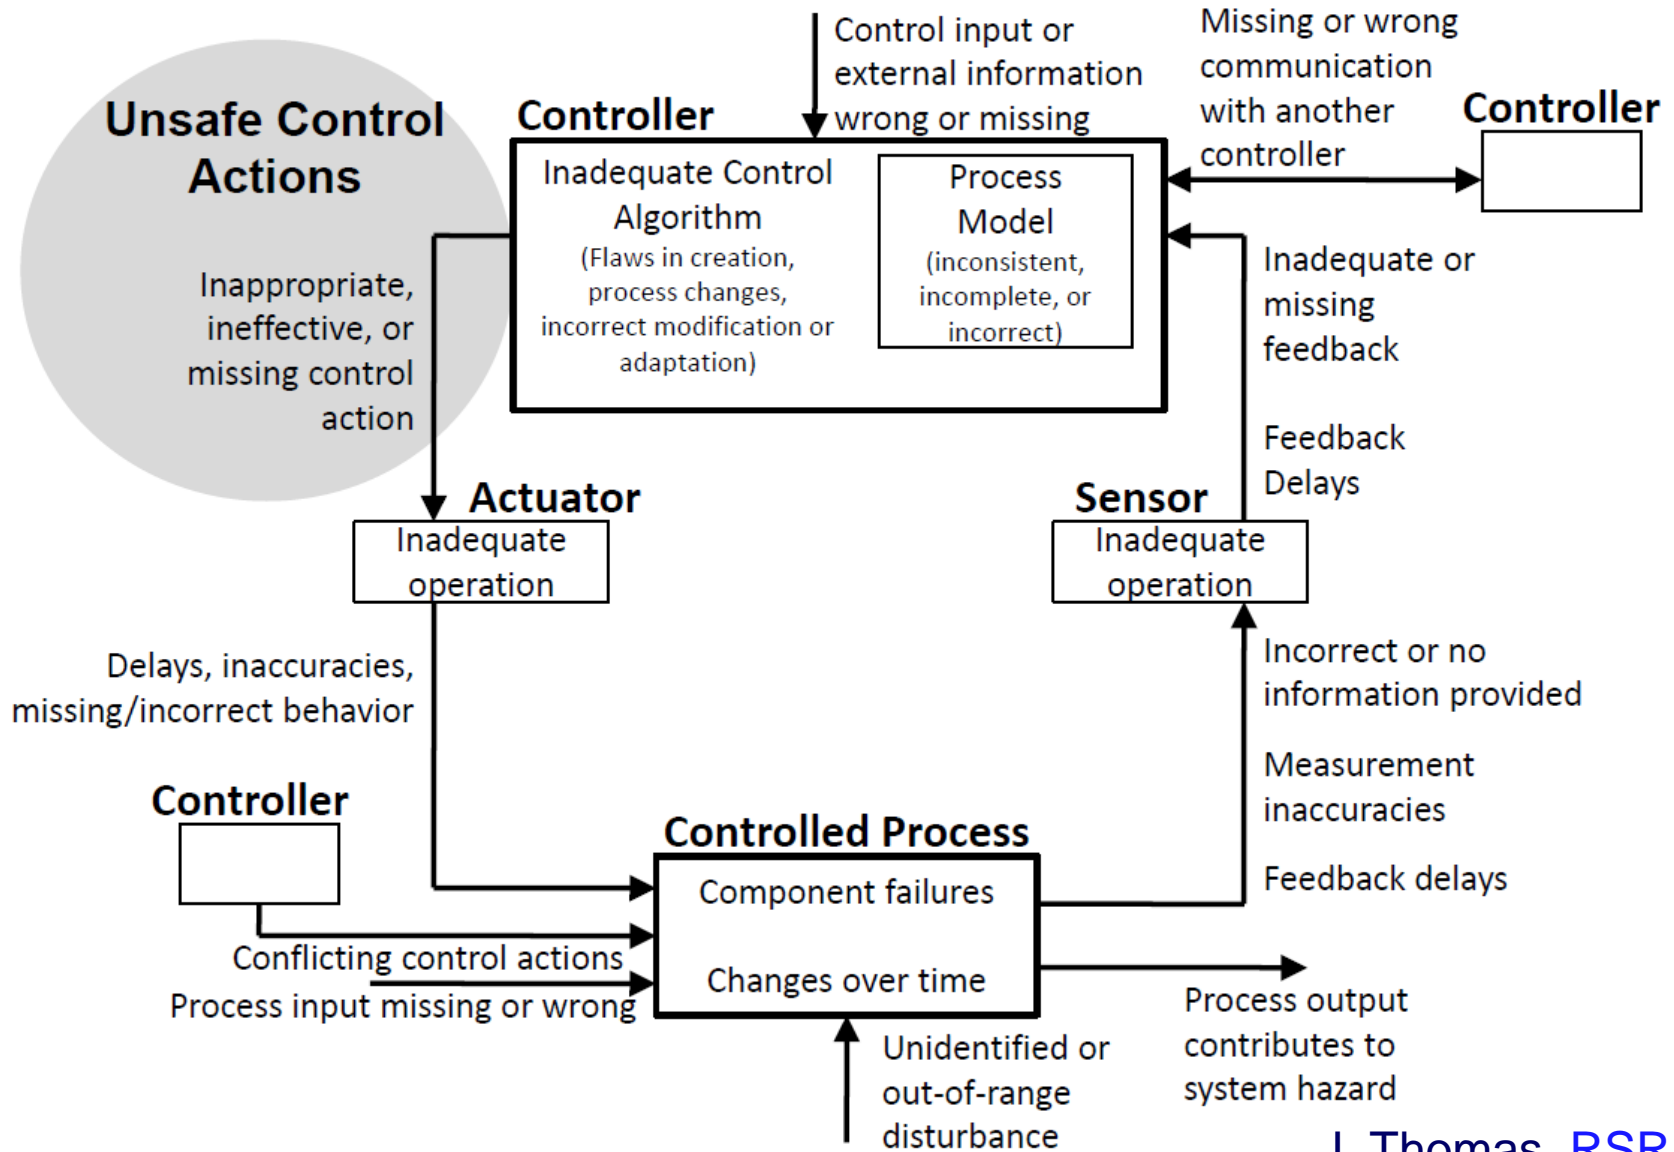 Control input or
external information
wrong or missing
Missing or wrong
communication
with another
controller
Controller
Unsafe Control
Actions
Controller
Inadequate Control
Algorithm
(Flaws in creation,
process changes,
incorrect modification or
adaptation)
Process
Model
(inconsistent,
incomplete, or
incorrect)
Inappropriate,
ineffective, or
missing control
action
Inadequate or
missing
feedback
Feedback
Delays
Actuator
Inadequate
operation
Sensor
Inadequate
operation
Delays, inaccuracies,
missing/incorrect behavior
Incorrect or no
information provided
Measurement
inaccuracies
Feedback delays
Controller
Controlled Process
Component failures
Changes over time
Conflicting control actions
Process input missing or wrong
Unidentified or
out-of-range
disturbance
Process output
contributes to
system hazard
Thomas RSR